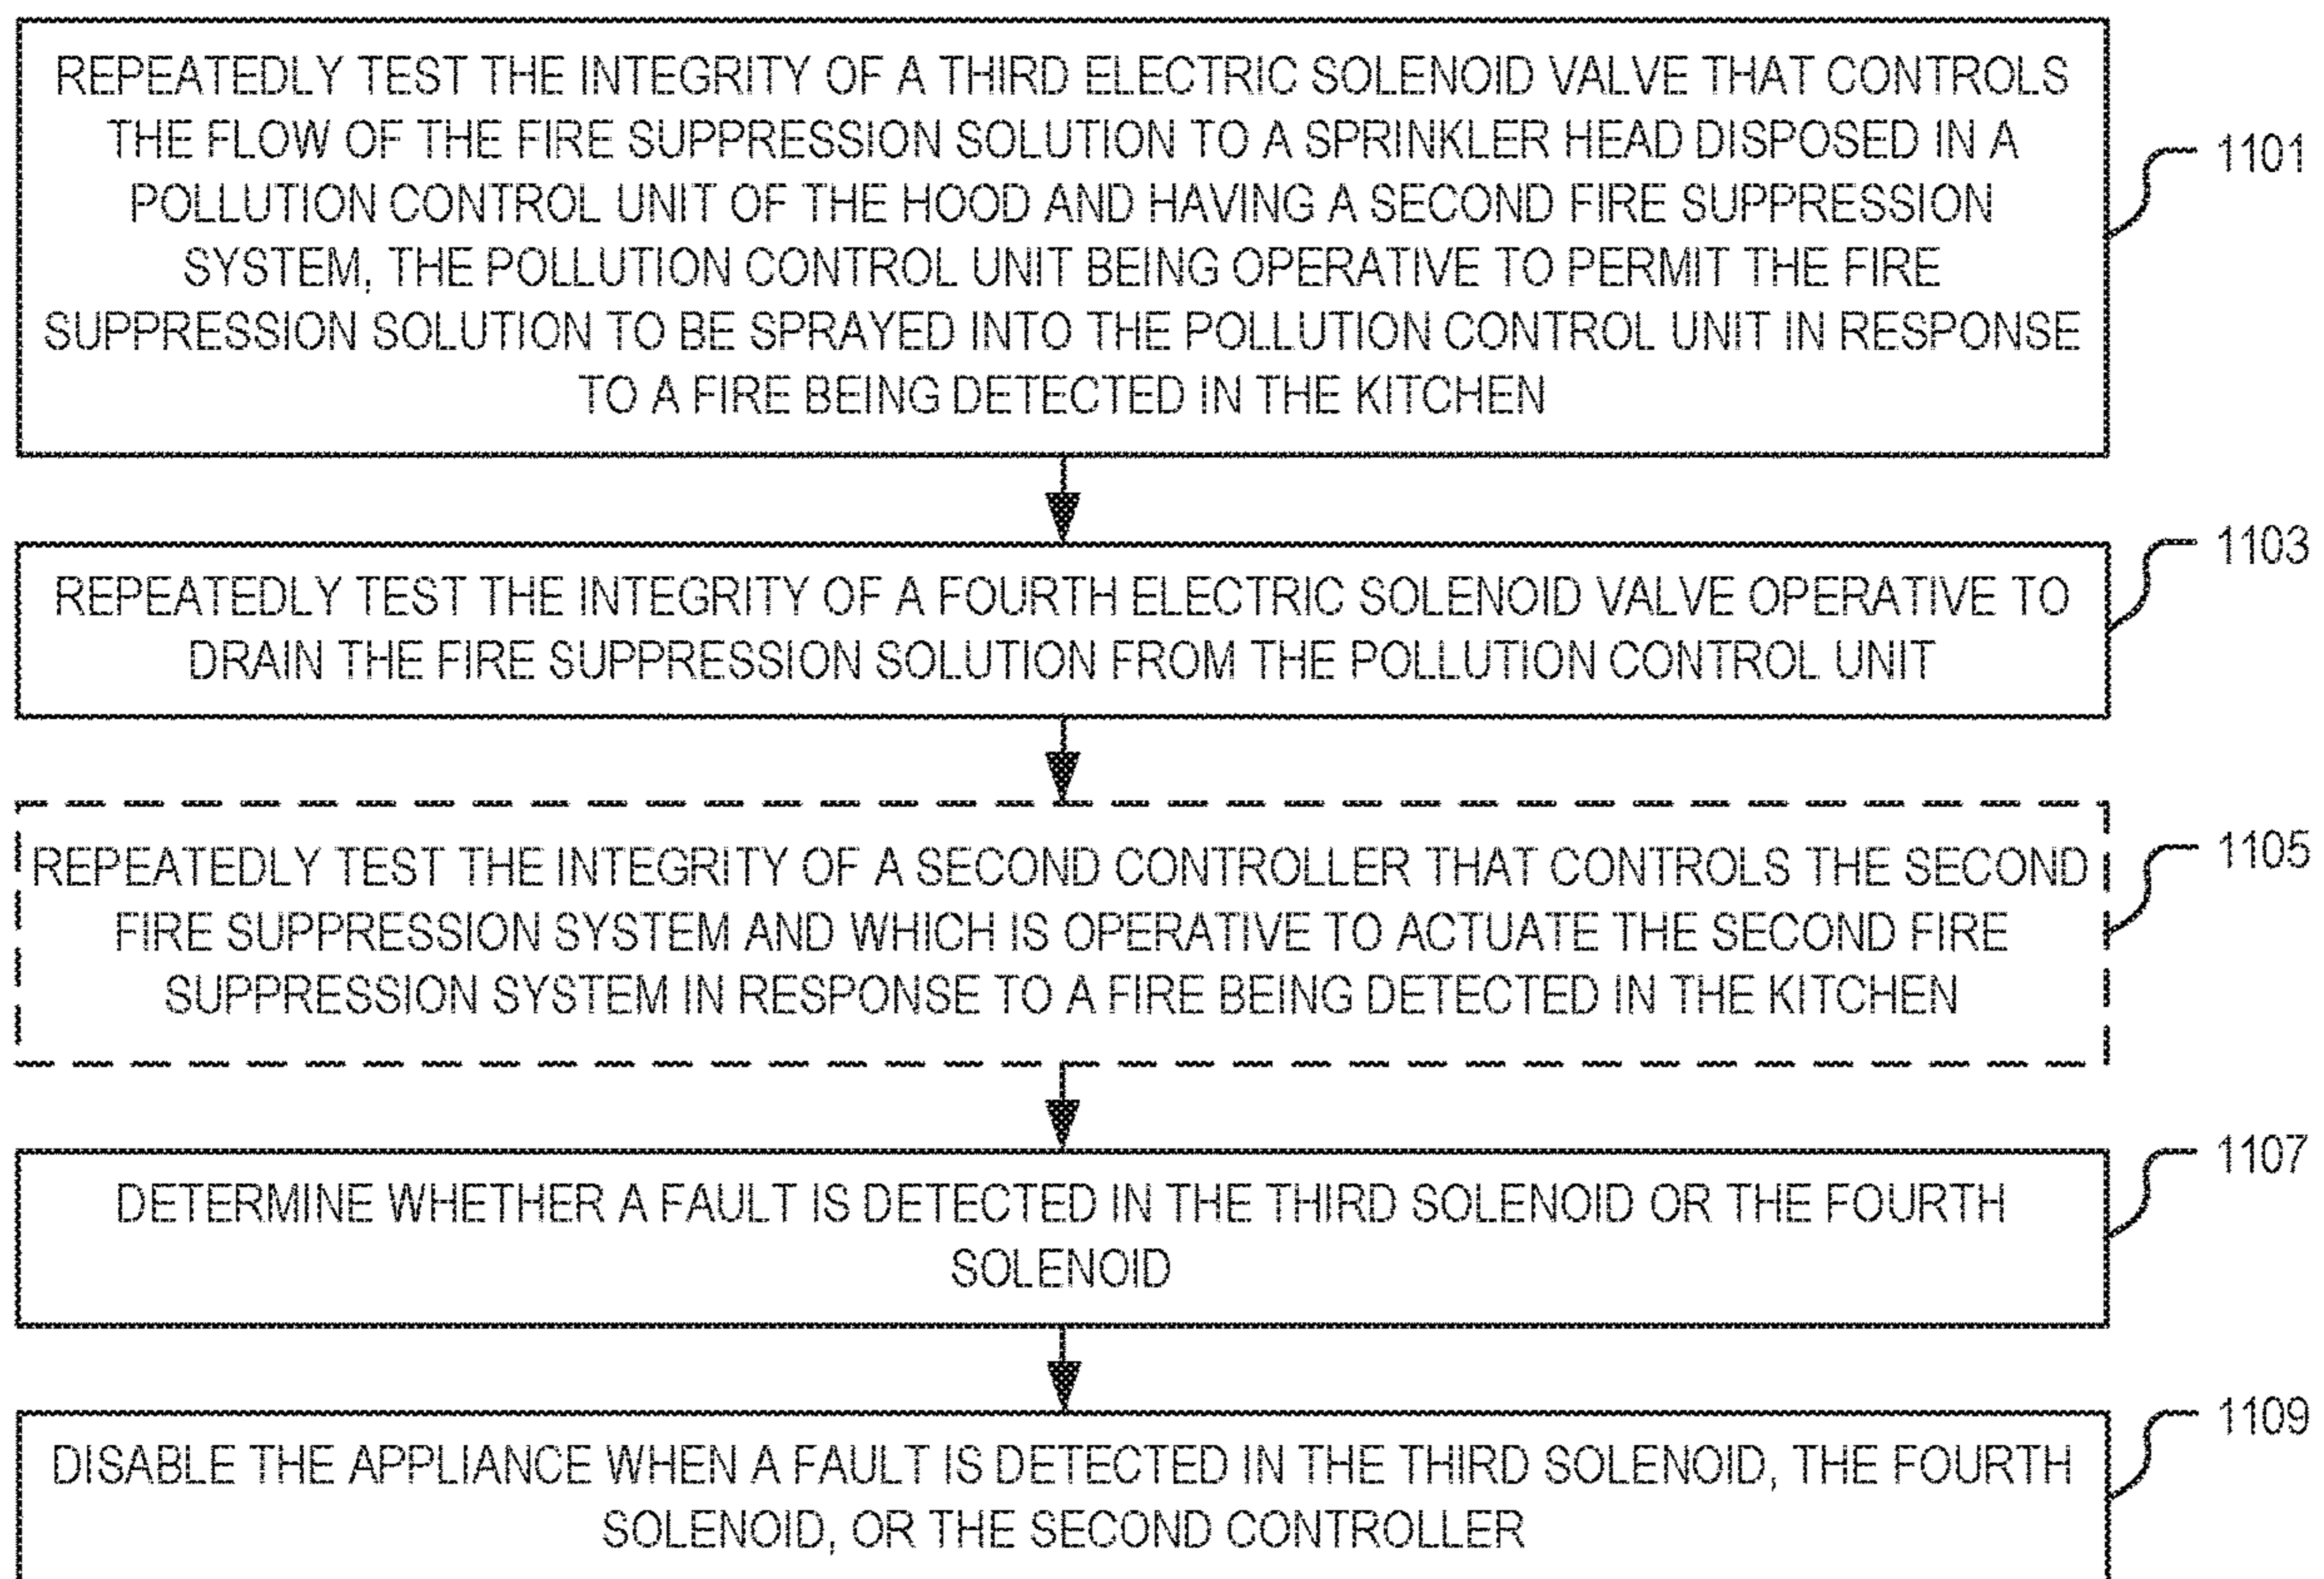 REPEATEDLY TEST THE INTEGRITY OF A THIRD ELECTRIC SOLENOID VALVE THAT CONTROLS
THE FLOW OF THE FIRE SUPPRESSION SOLUTION TO A SPRINKLER HEAD DISPOSED IN A
POLLUTION CONTROL UNIT OF THE HOOD AND HAVING A SECOND FIRE SUPPRESSION
SYSTEM, THE POLLUTION CONTROL UNIT BEING OPERATIVE TO PERMIT THE FIRE
SUPPRESSION SOLUTION TO BE SPRAYED INTO THE POLLUTION CONTROL UNIT IN RESPONSE
TO A FIRE BEING DETECTED IN THE KITCHEN
1101
REPEATEDLY TEST THE INTEGRITY OF A FOURTH ELECTRIC SOLENOID VALVE OPERATIVE TO
DRAIN THE FIRE SUPPRESSION SOLUTION FROM THE POLLUTION CONTROL UNIT
1103
REPEATEDLY TEST THE INTEGRITY OF A SECOND CONTROLLER THAT CONTROLS THE SECOND
FIRE SUPPRESSION SYSTEM AND WHICH IS OPERATIVE TO ACTUATE THE SECOND FIRE
SUPPRESSION SYSTEM IN RESPONSE TO A FIRE BEING DETECTED IN THE KITCHEN
1105
DETERMINE WHETHER A FAULT IS DETECTED IN THE THIRD SOLENOID OR THE FOURTH
SOLENOID
1107
DISABLE THE APPLIANCE WHEN A FAULT IS DETECTED IN THE THIRD SOLENOID, THE FOURTH
SOLENOID, OR THE SECOND CONTROLLER
1109